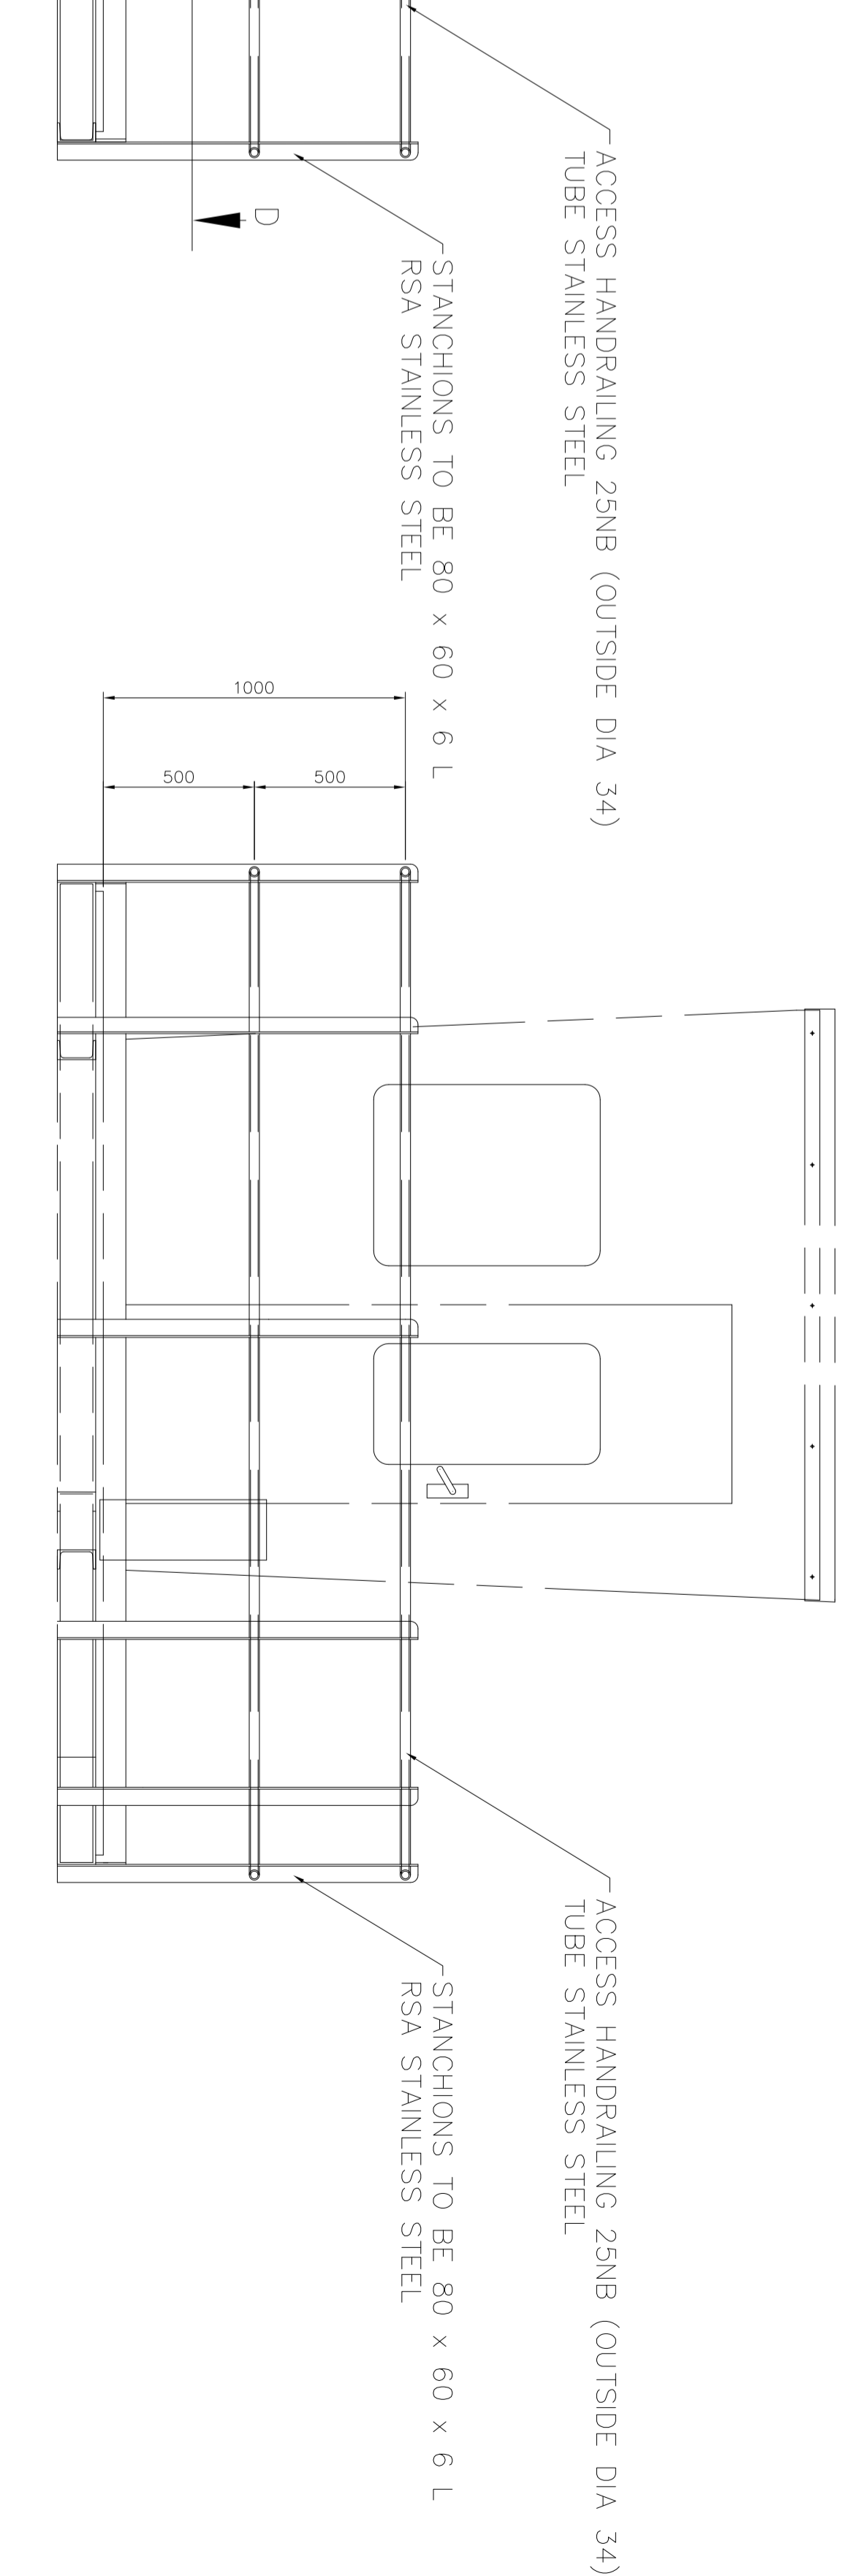 ACCESS HANDRAILING 25NB (OUTSIDE DIA 34)
TUBE STAINLESS STEEL
STANCHIONS TO BE 80 x 60 x 6 L
RSA STAINLESS STEEL
D
1000
500
500
ACCESS HANDRAILING 25NB (OUTSIDE DIA 34)
TUBE STAINLESS STEEL
STANCHIONS TO BE 80 x 60 x 6 L
RSA STAINLESS STEEL